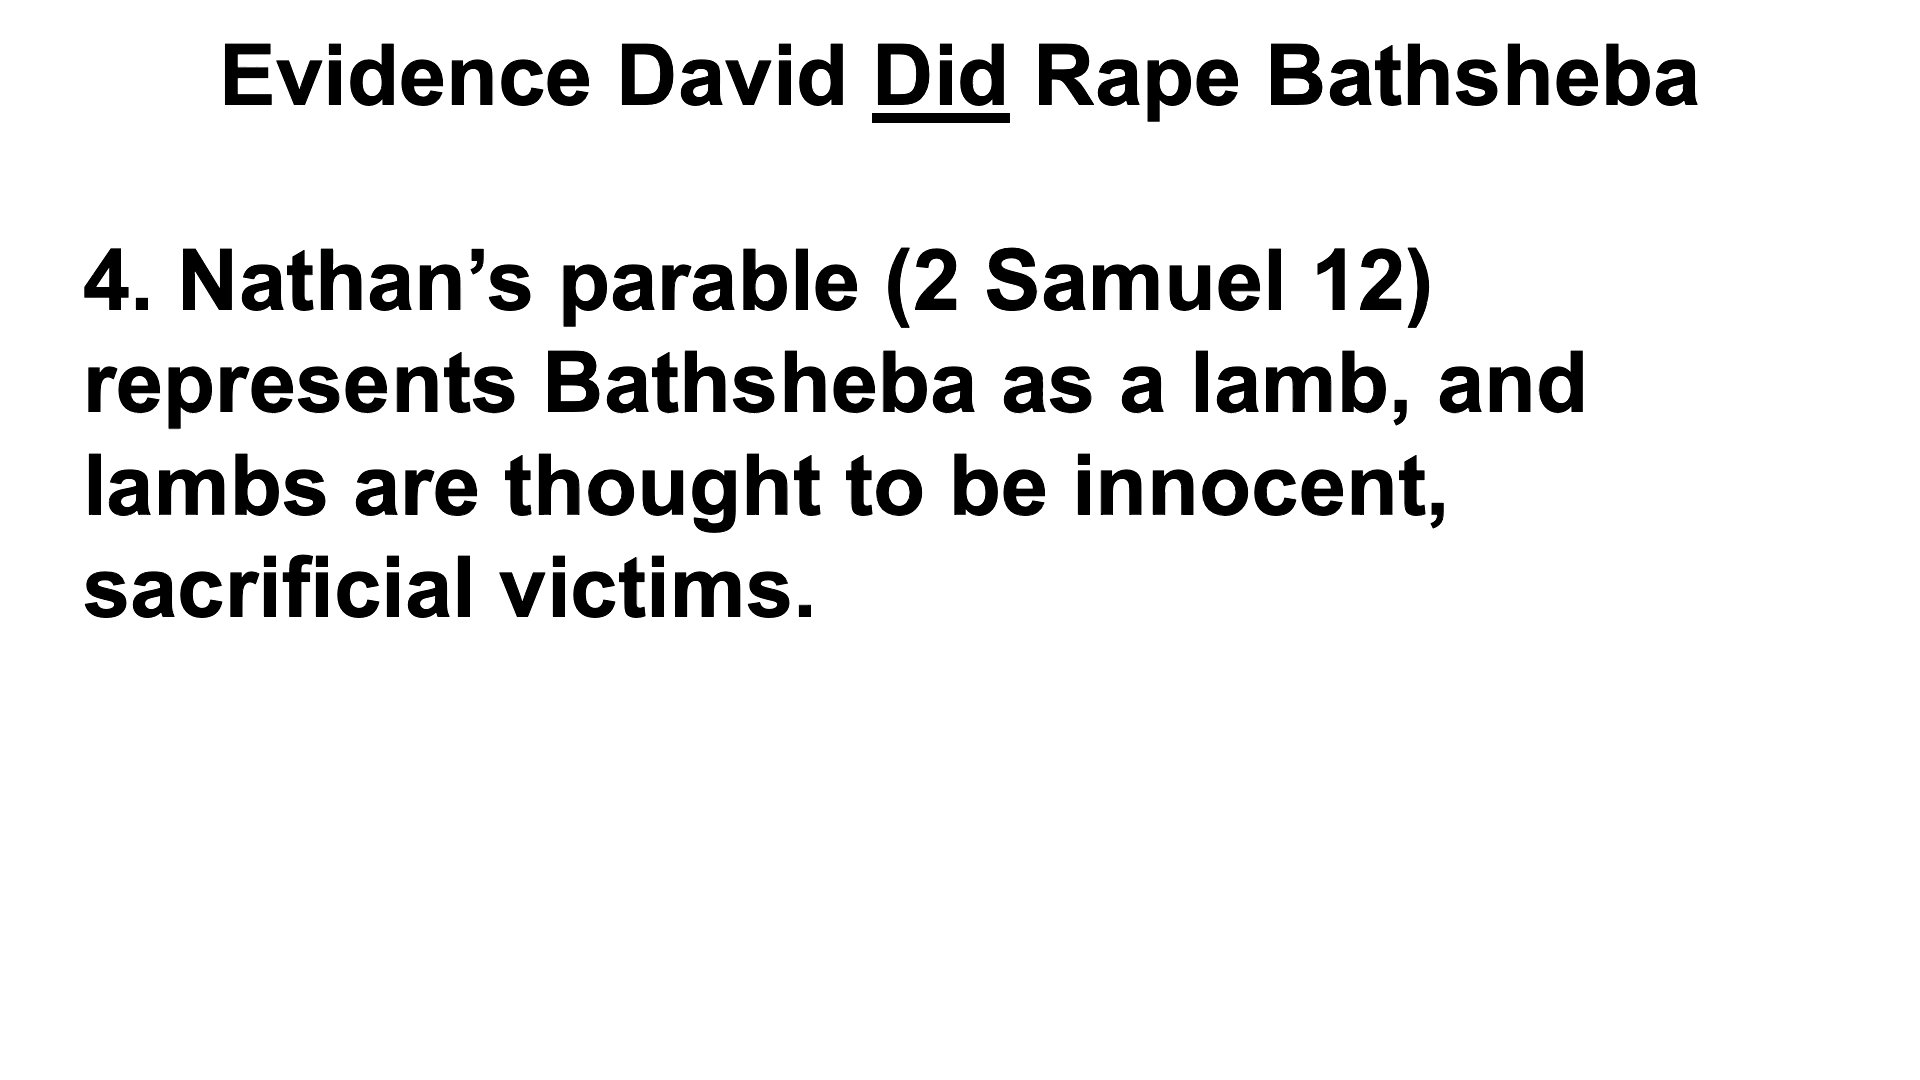 Evidence David Did Rape Bathsheba
4. Nathan’s parable (2 Samuel 12)
represents Bathsheba as a lamb, and
lambs are thought to be innocent,
sacrificial victims.